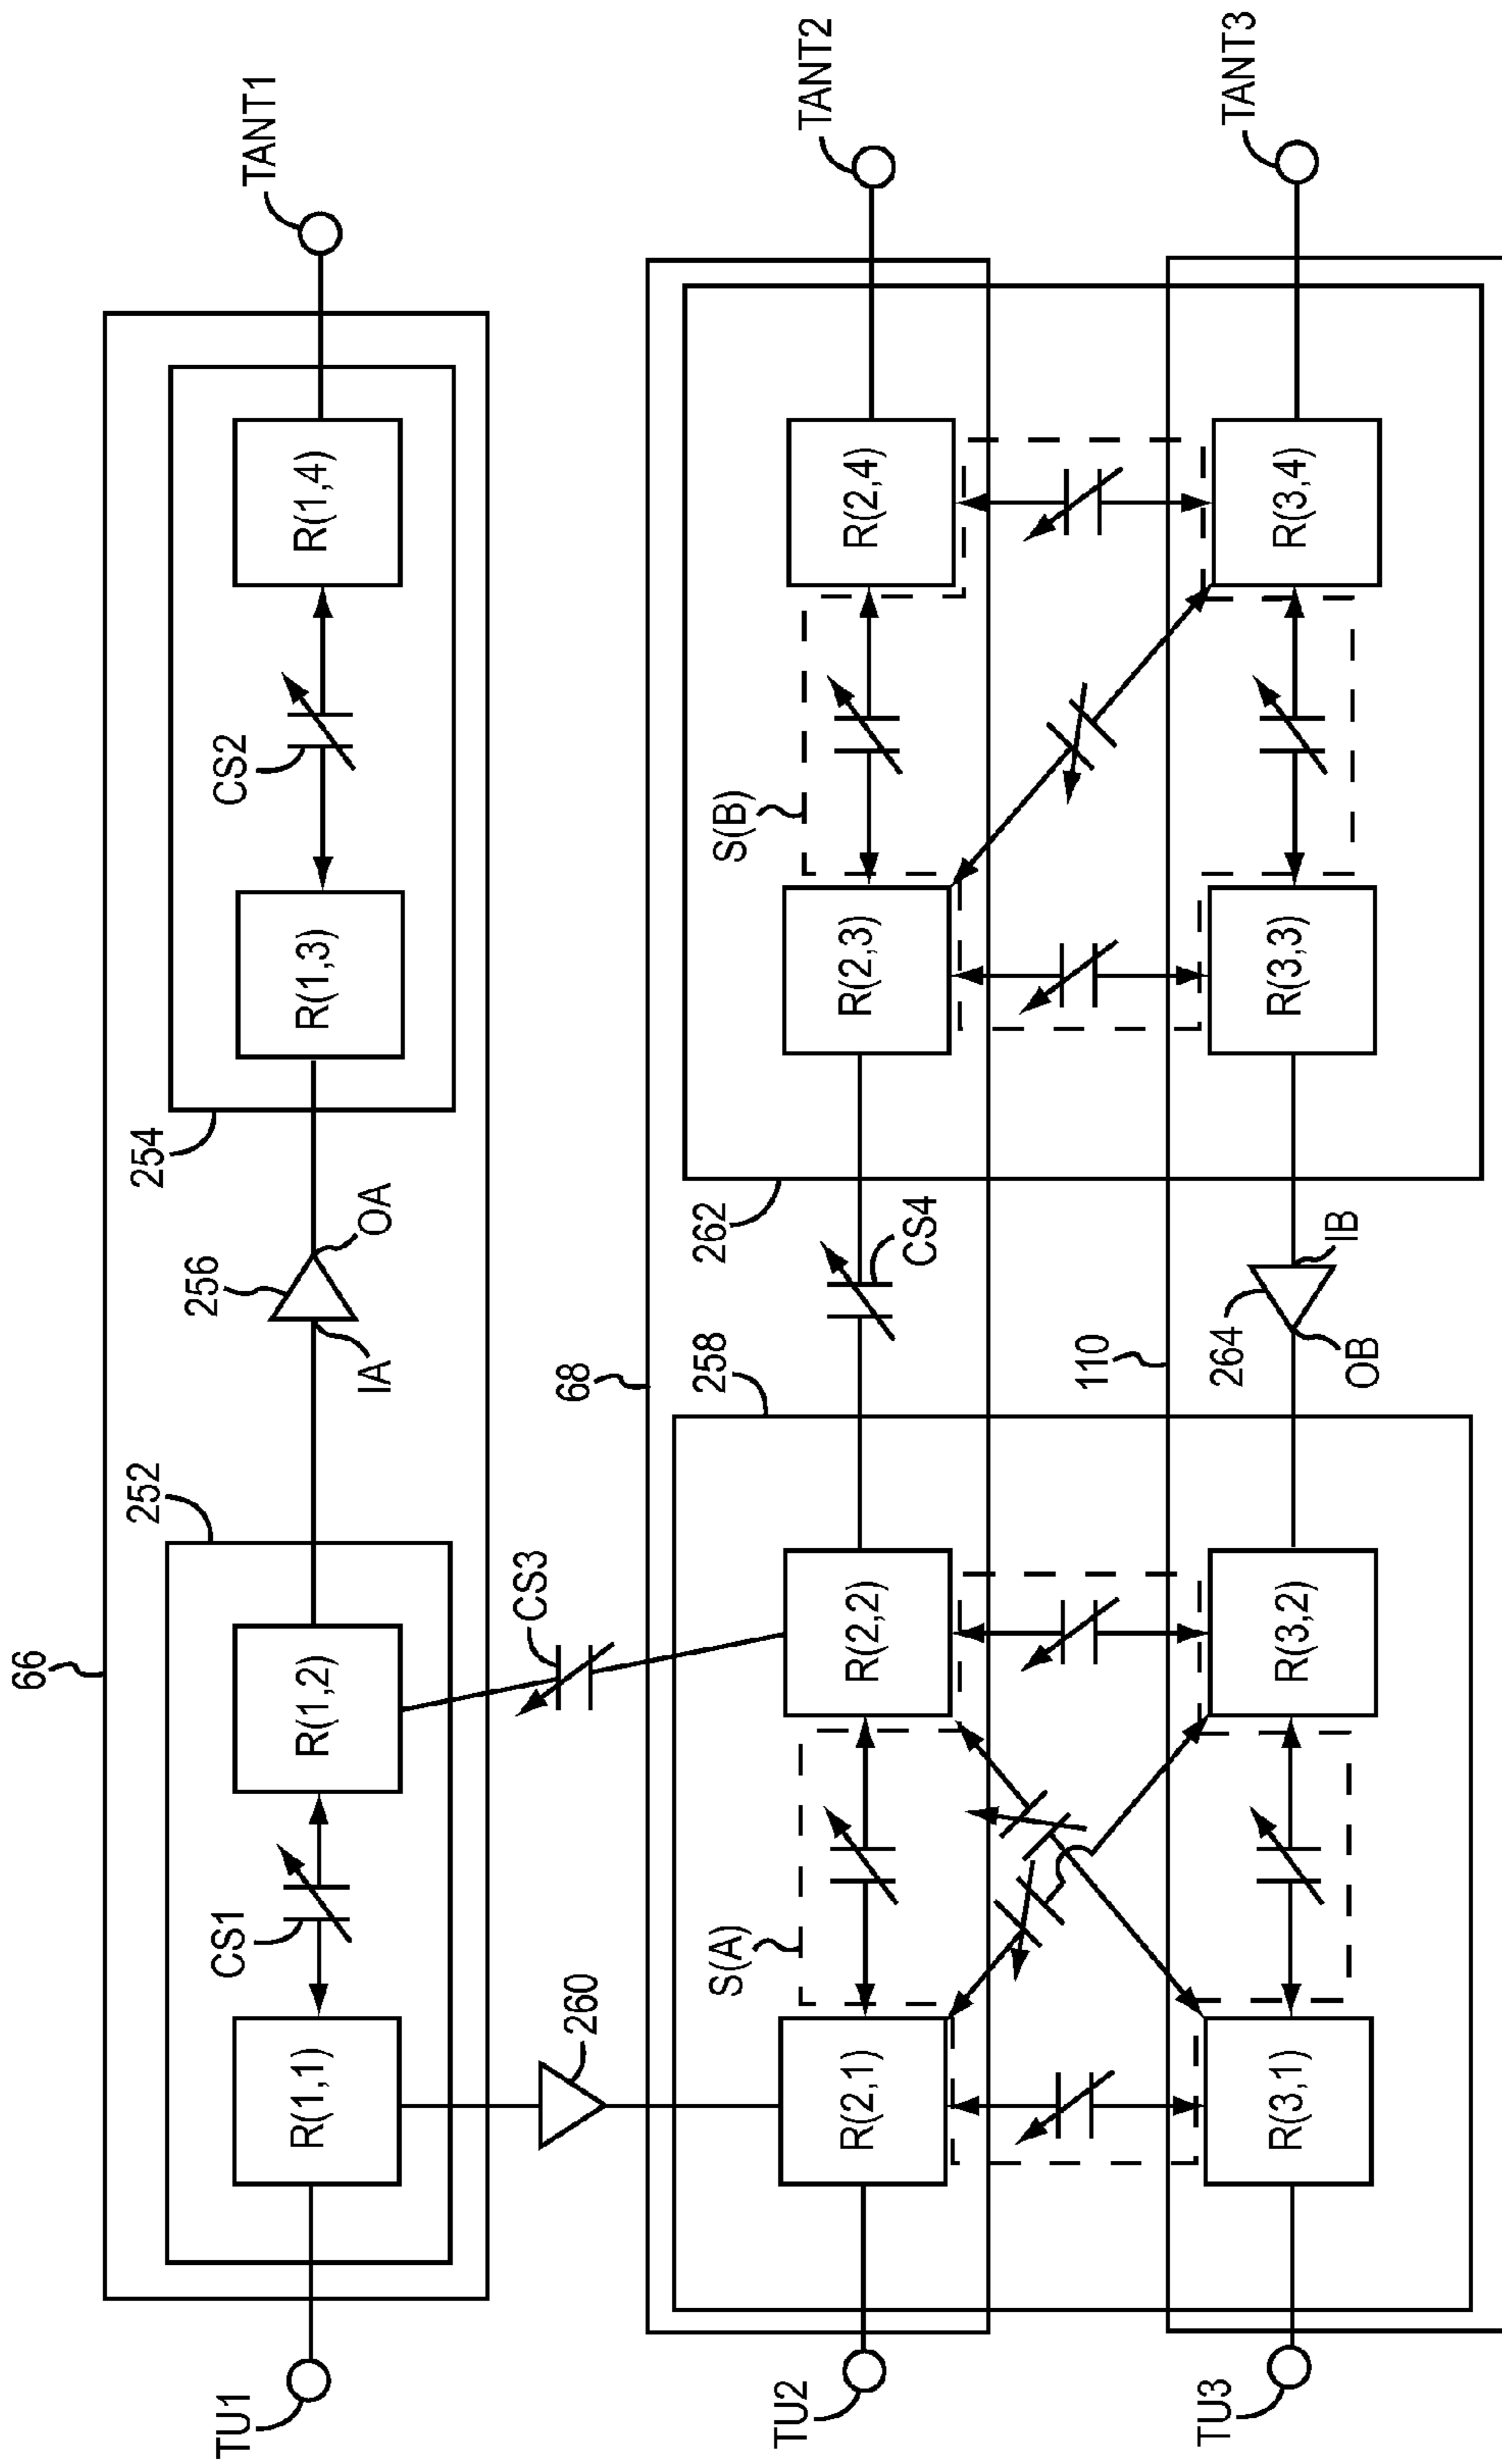 66
252
254
256
TU1
R(1,1)
CS1
R(1,2)
IA
OA
R(1,3)
CS2
R(1,4)
TANT1
260
CS3
68
258
262
TU2
R(2,1)
S(A)
R(2,2)
CS4
R(2,3)
S(B)
R(2,4)
TANT2
110
264
TU3
R(3,1)
R(3,2)
OB
IB
R(3,3)
R(3,4)
TANT3